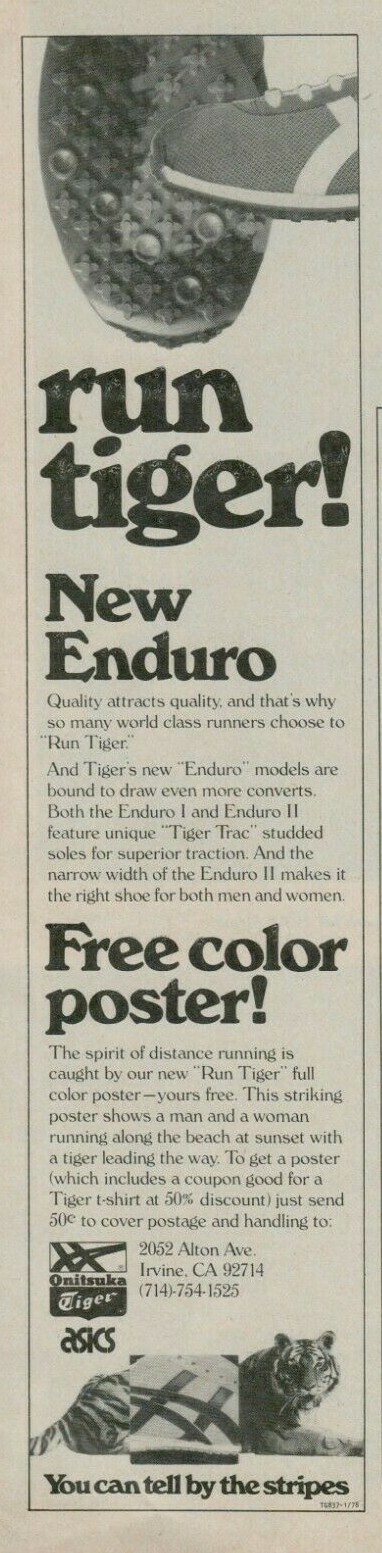 run
tiger!
New
Enduro
Quality attracts quality, and that's why
so many world class runners choose to
"Run Tiger."
And Tiger's new "Enduro" models are
bound to draw even more converts.
Both the Enduro I and Enduro II
feature unique "Tiger Trac" studded
soles for superior traction. And the
narrow width of the Enduro II makes it
the right shoe for both men and women.
Free color
poster!
The spirit of distance running is
caught by our new "Run Tiger" full
color poster—yours free. This striking
poster shows a man and a woman
running along the beach at sunset with
a tiger leading the way. To get a poster
(which includes a coupon good for a
Tiger t-shirt at 50% discount) just send
50¢ to cover postage and handling to:
Onitsuka
Tiger
asics
2052 Alton Ave.
Irvine, CA 92714
(714)-754-1525
You can tell by the stripes
TG837-1/78